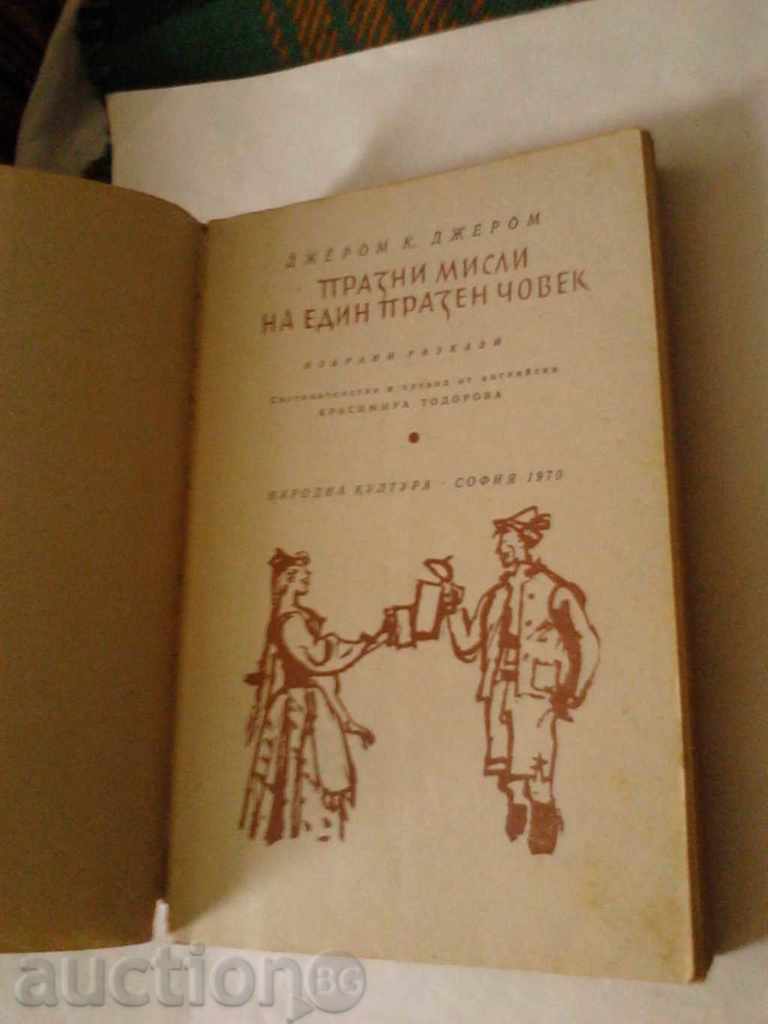 ДЖЕРОМ К. ДЖЕРОМ
ПРАЗНИ МИСЛИ
НА ЕДИН ПРАЗЕН ЧОВЕК
ИЗБРАНИ РАЗКАЗИ
Съставителство и превод от английски
КРАСИМИРА ТОДОРОВА
НАРОДНА КУЛТУРА · СОФИЯ 1970
auction BG